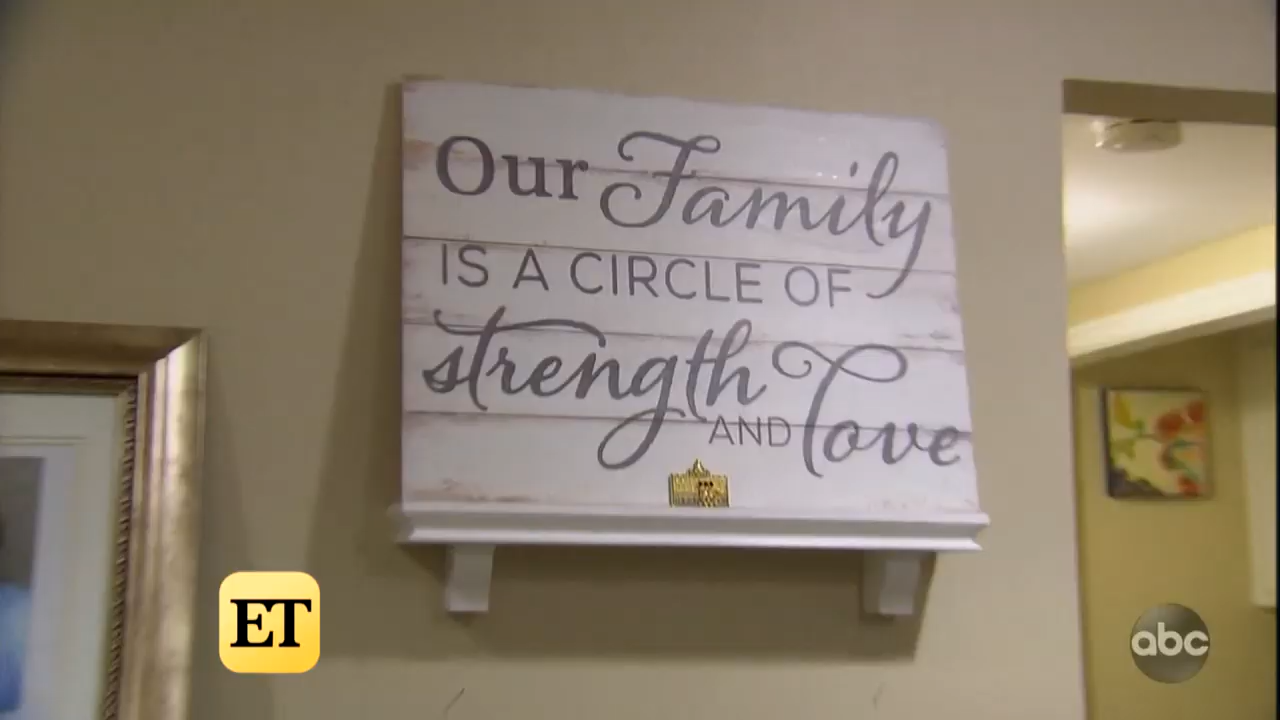 Our Family
IS A CIRCLE OF
strength
AND love
ET
abc